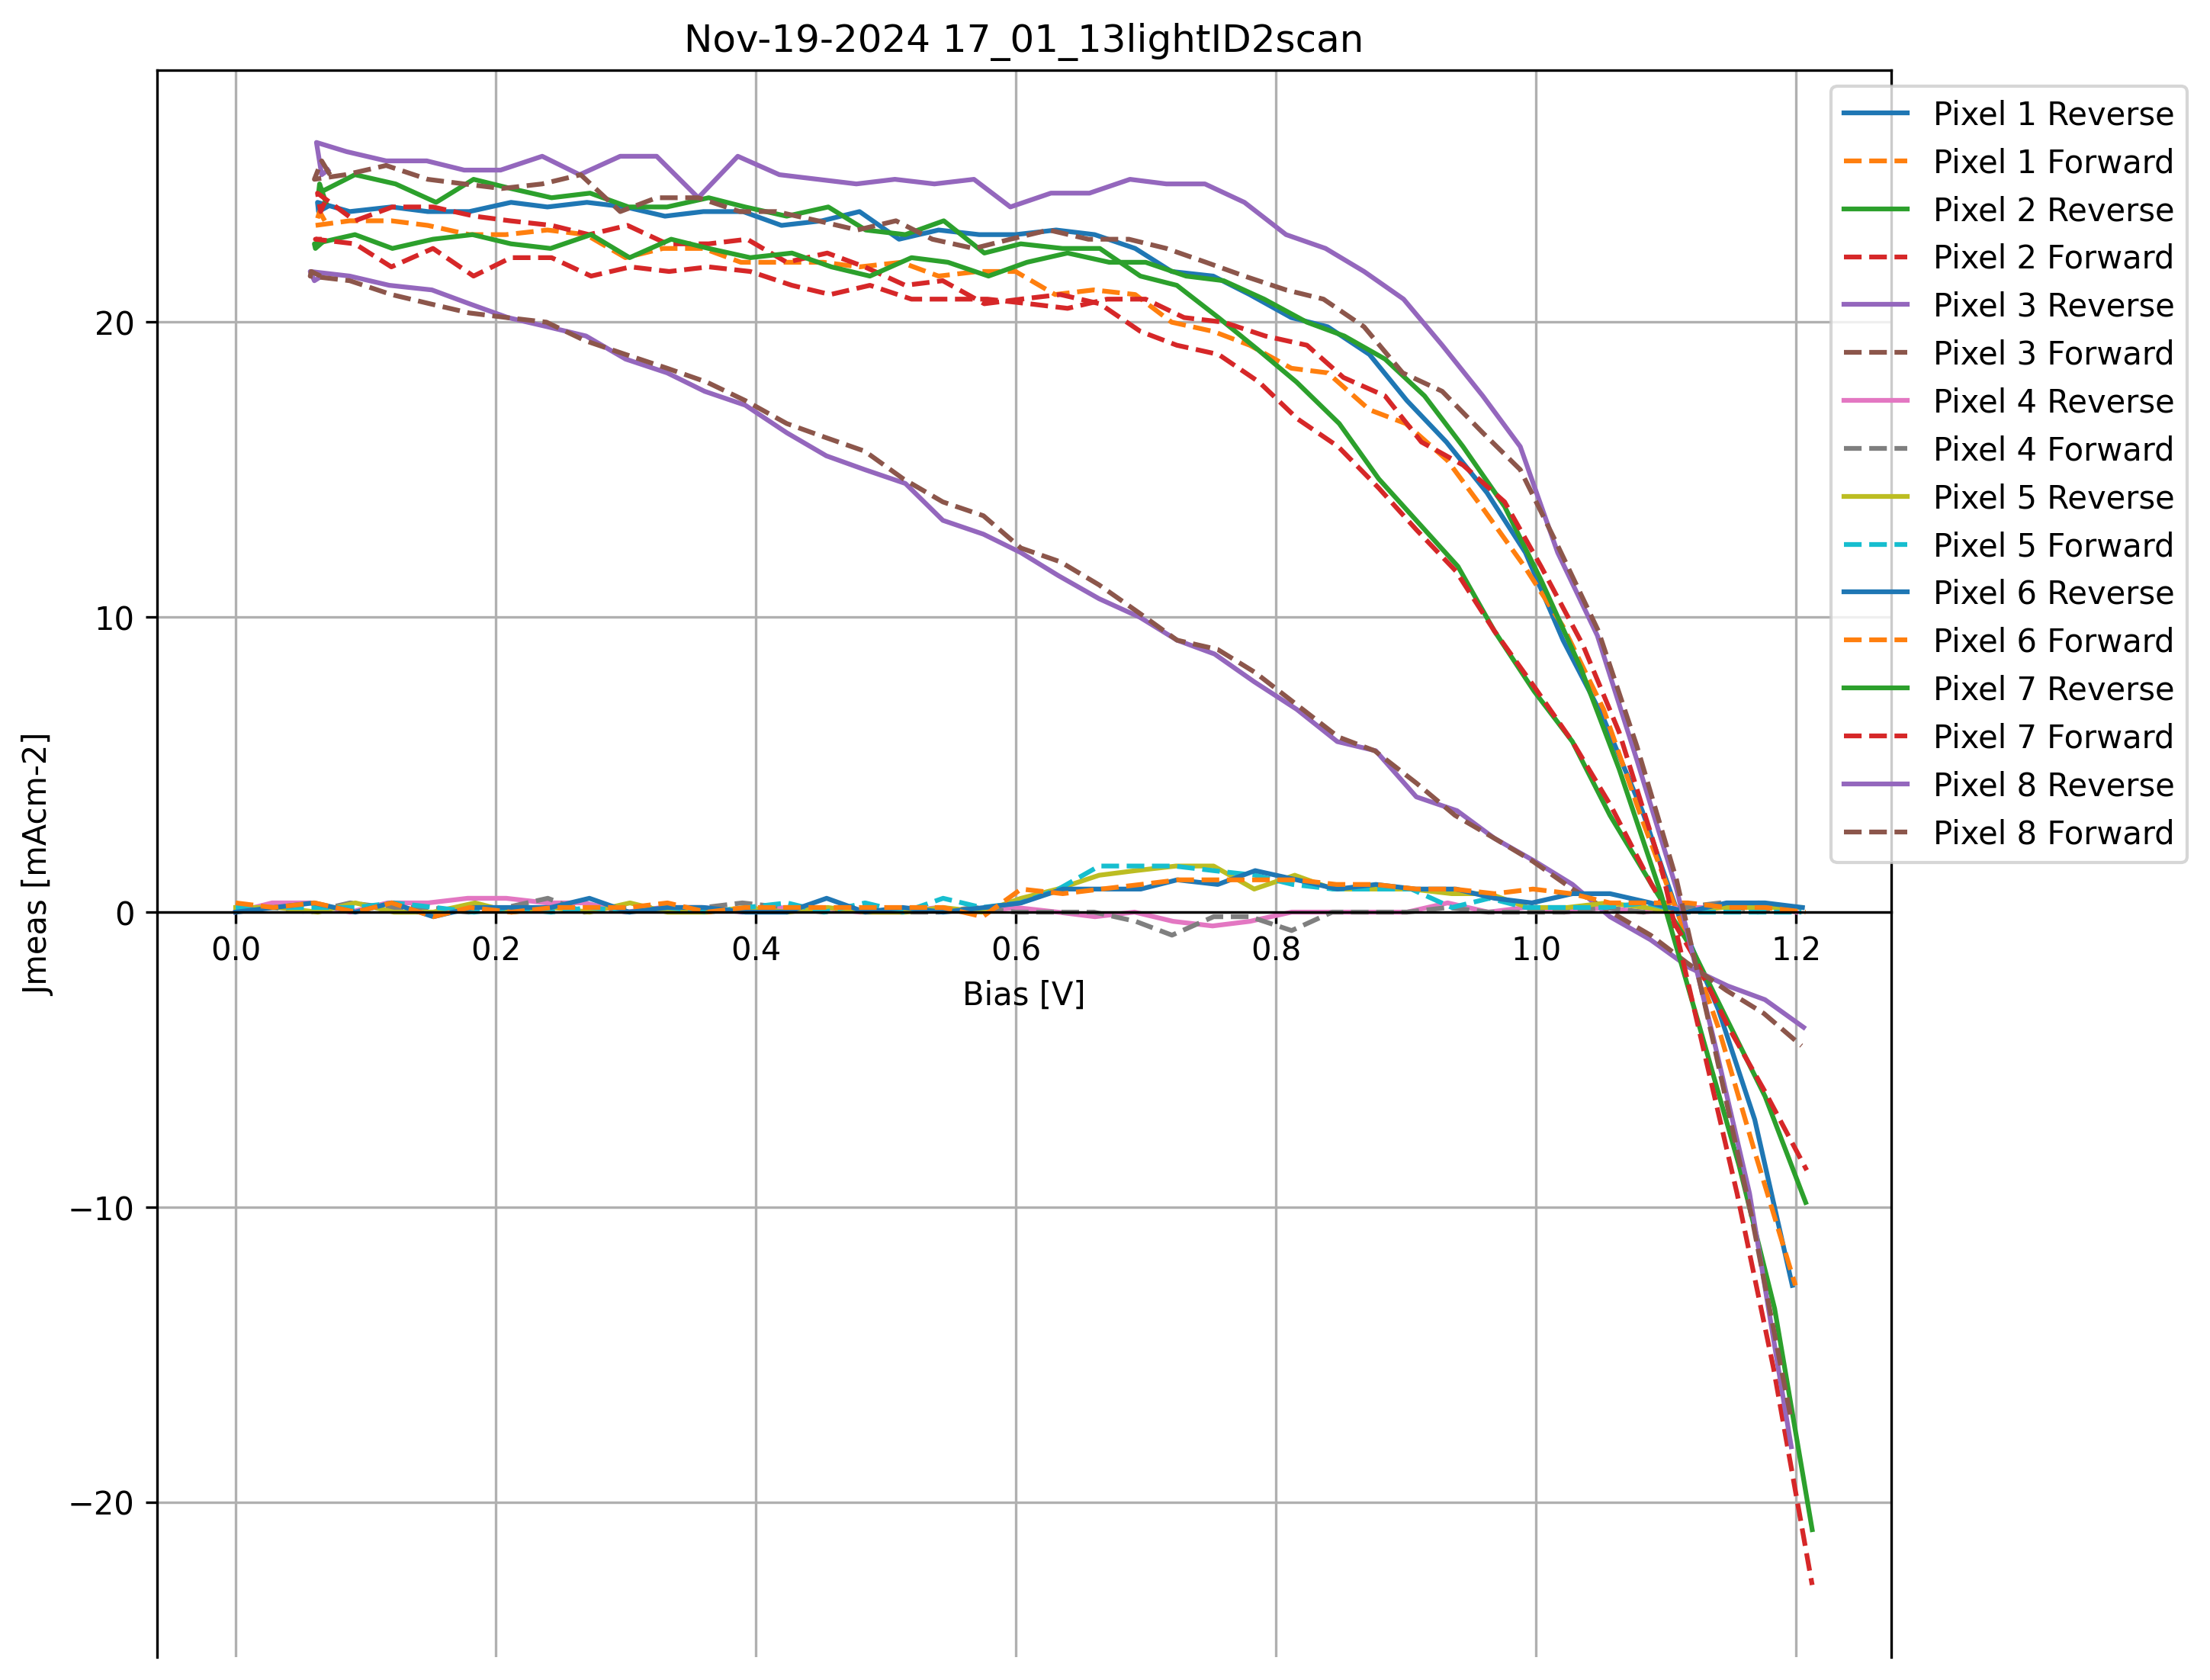 Nov-19-2024 17_01_13lightID2scan
Pixel 1 Reverse
Pixel 1 Forward
Pixel 2 Reverse
Pixel 2 Forward
Pixel 3 Reverse
Pixel 3 Forward
Pixel 4 Reverse
Pixel 4 Forward
Pixel 5 Reverse
Pixel 5 Forward
Pixel 6 Reverse
Pixel 6 Forward
Pixel 7 Reverse
Pixel 7 Forward
Pixel 8 Reverse
Pixel 8 Forward
Jmeas [mAcm-2]
20
10
0
−10
−20
0.0 0.2 0.4 0.6 0.8 1.0 1.2
Bias [V]